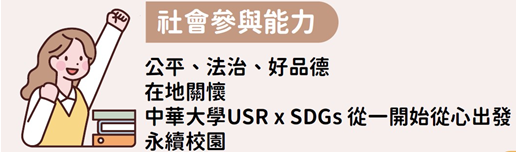 社會參與能力
公平、法治、好品德
在地關懷
中華大學USR x SDGs 從一開始從心出發
永續校園